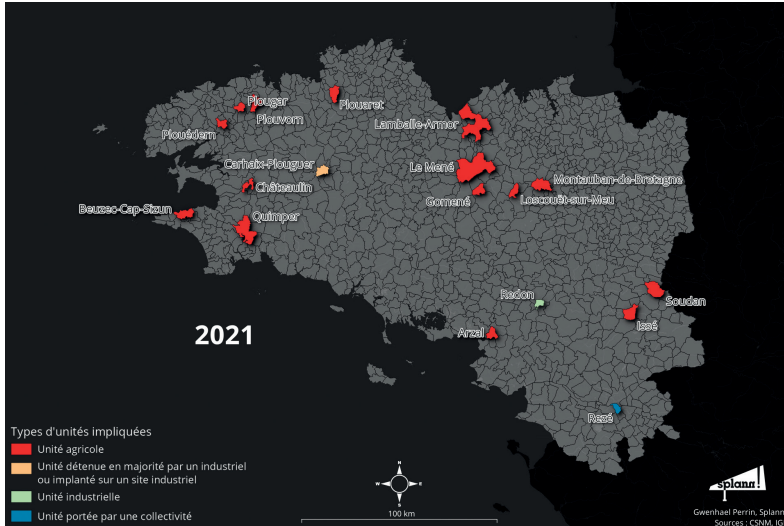 Plougar
Plouvorn
Plouaret
Plouédern
Lamballe-Armor
Carhaix-Plouguer
Le Mené
Châteaulin
Montauban-de-Bretagne
Gomené
Loscouët-sur-Meu
Beuzec-Cap-Sizun
Quimper
Redon
Soudan
Issé
Arzal
2021
Rezé
Types d'unités impliquées
Unité agricole
Unité détenue en majorité par un industriel
ou implanté sur un site industriel
Unité industrielle
Unité portée par une collectivité
N
W
E
S
100 km
splann!
Gwenhael Perrin, Splann
Sources : CSNM,